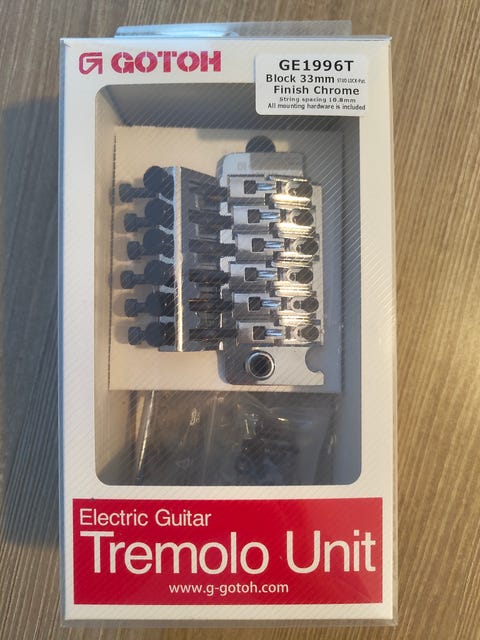 GOTOH
GE1996T
Block 33mm STUD LOCK-Pat.
Finish Chrome
String spacing 10.8mm
All mounting hardware is included
Electric Guitar
Tremolo Unit
www.g-gotoh.com